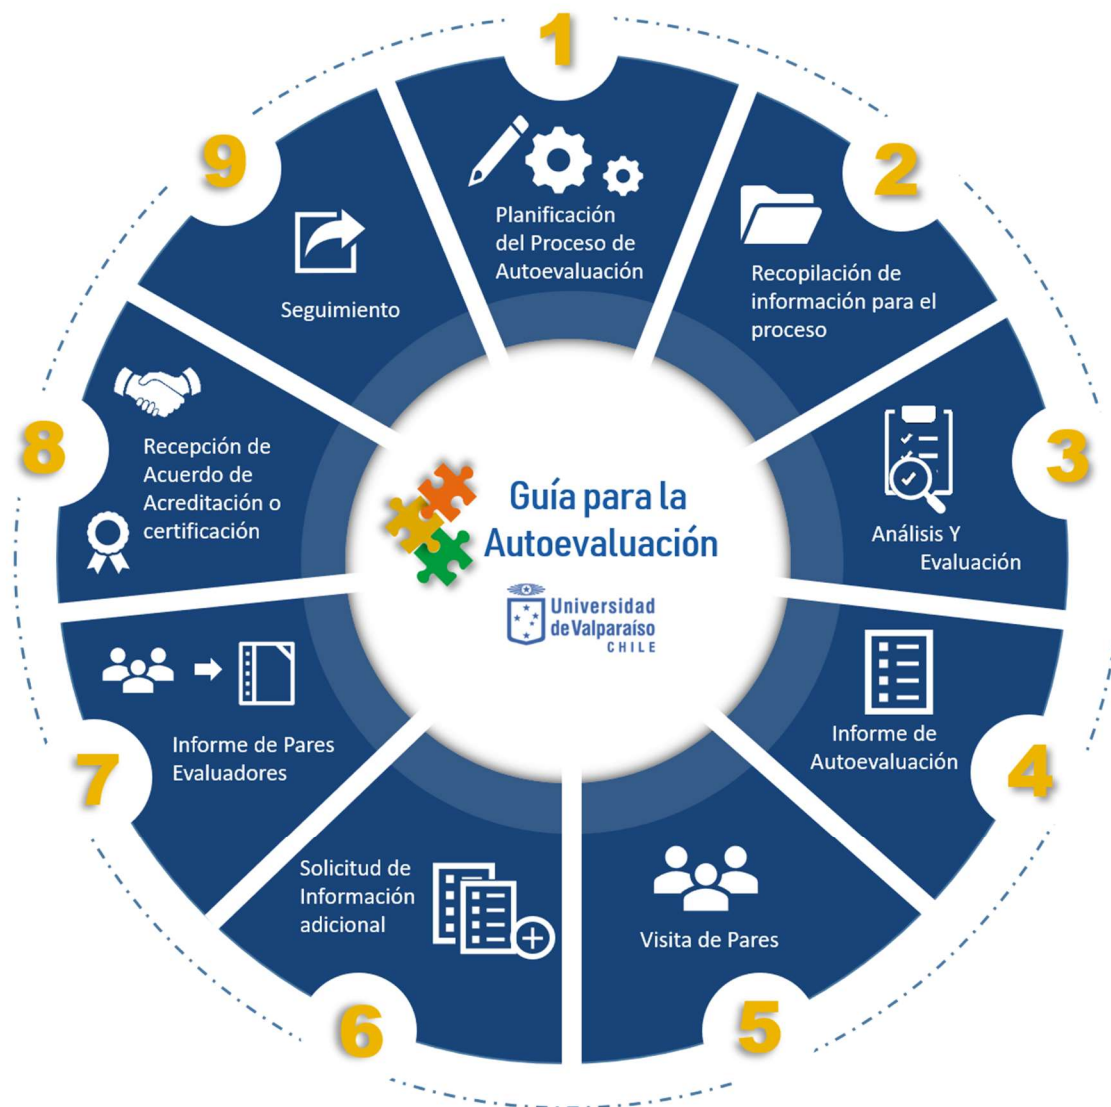 1
Planificación
del Proceso de
Autoevaluación
2
Recopilación de
información para el
proceso
3
Análisis Y
Evaluación
4
Informe de
Autoevaluación
5
Visita de Pares
6
Solicitud de
Información
adicional
7
Informe de Pares
Evaluadores
8
Recepción de
Acuerdo de
Acreditación o
certificación
9
Seguimiento
Guía para la
Autoevaluación
Universidad
de Valparaíso
CHILE